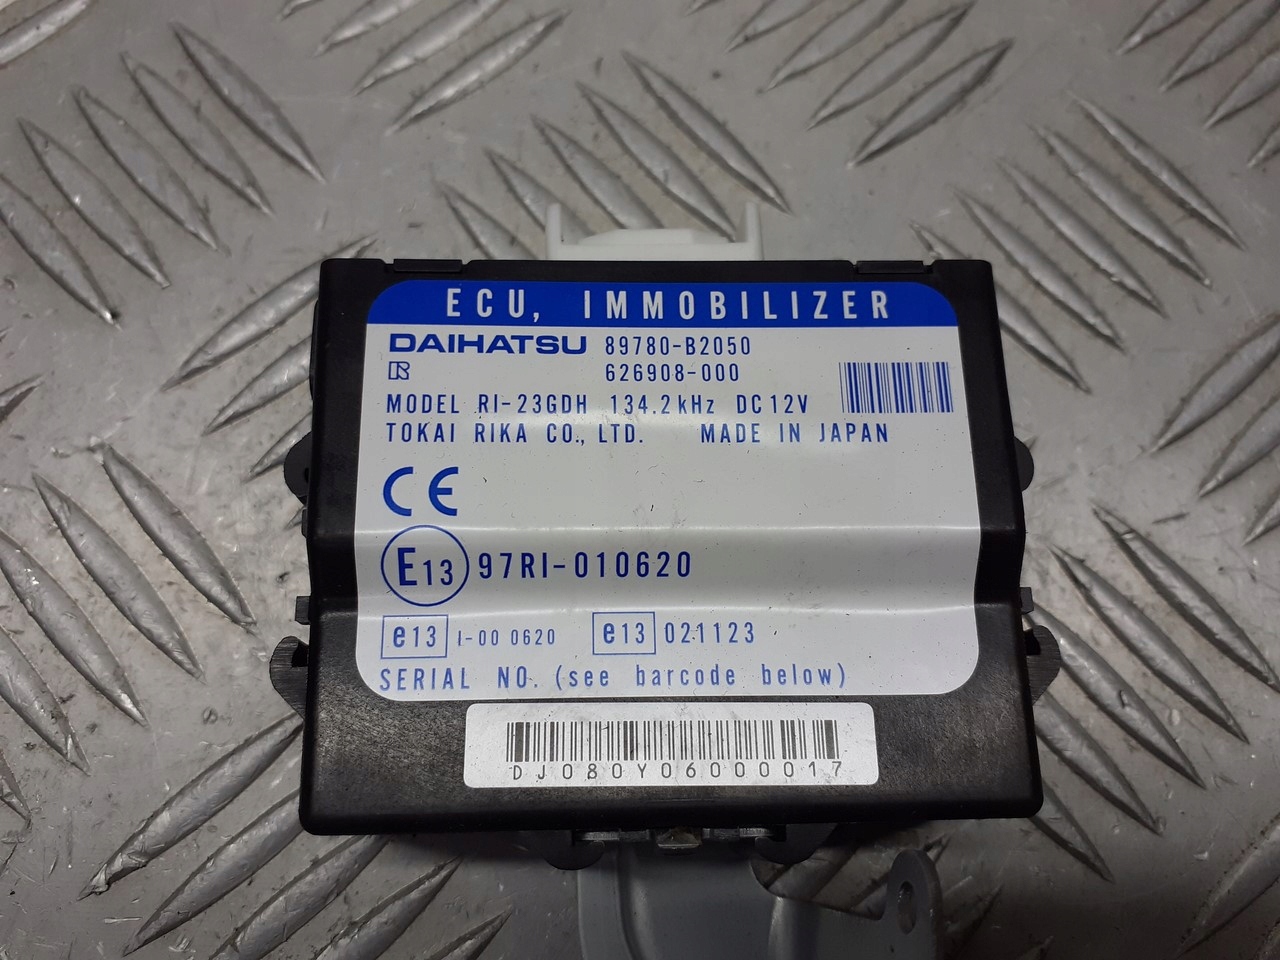 ECU, IMMOBILIZER
DAIHATSU 89780-B2050
R 626908-000
MODEL RI-23GDH 134.2kHz DC12V
TOKAI RIKA CO., LTD. MADE IN JAPAN
CE
E13 97RI-010620
e13 I-00 0620 e13 021123
SERIAL NO. (see barcode below)
DJ080Y06000017